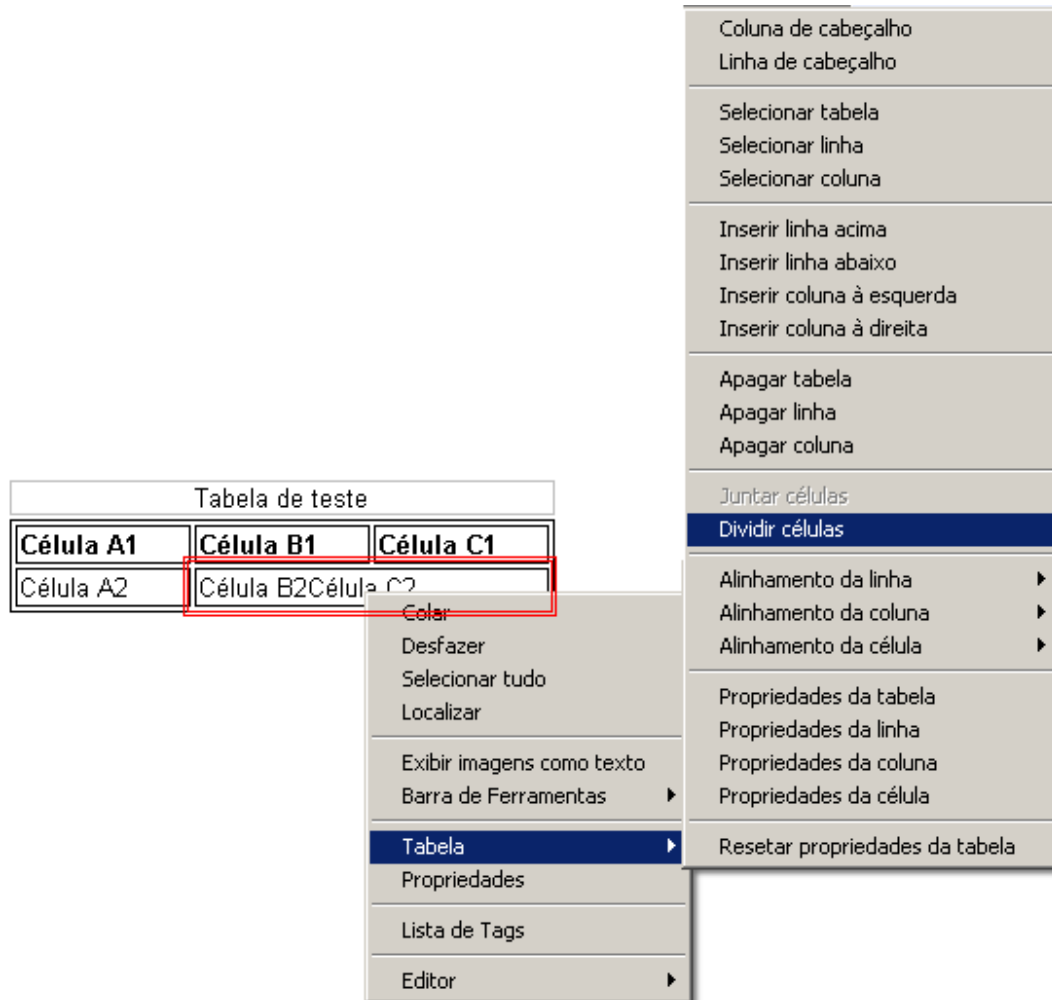 Coluna de cabeçalho
Linha de cabeçalho
Selecionar tabela
Selecionar linha
Selecionar coluna
Inserir linha acima
Inserir linha abaixo
Inserir coluna à esquerda
Inserir coluna à direita
Apagar tabela
Apagar linha
Apagar coluna
Juntar células
Dividir células
Alinhamento da linha
Alinhamento da coluna
Alinhamento da célula
Propriedades da tabela
Propriedades da linha
Propriedades da coluna
Propriedades da célula
Resetar propriedades da tabela
Tabela de teste
Célula A1 Célula B1 Célula C1
Célula A2 Célula B2Célula C2
Colar
Desfazer
Selecionar tudo
Localizar
Exibir imagens como texto
Barra de Ferramentas
Tabela
Propriedades
Lista de Tags
Editor